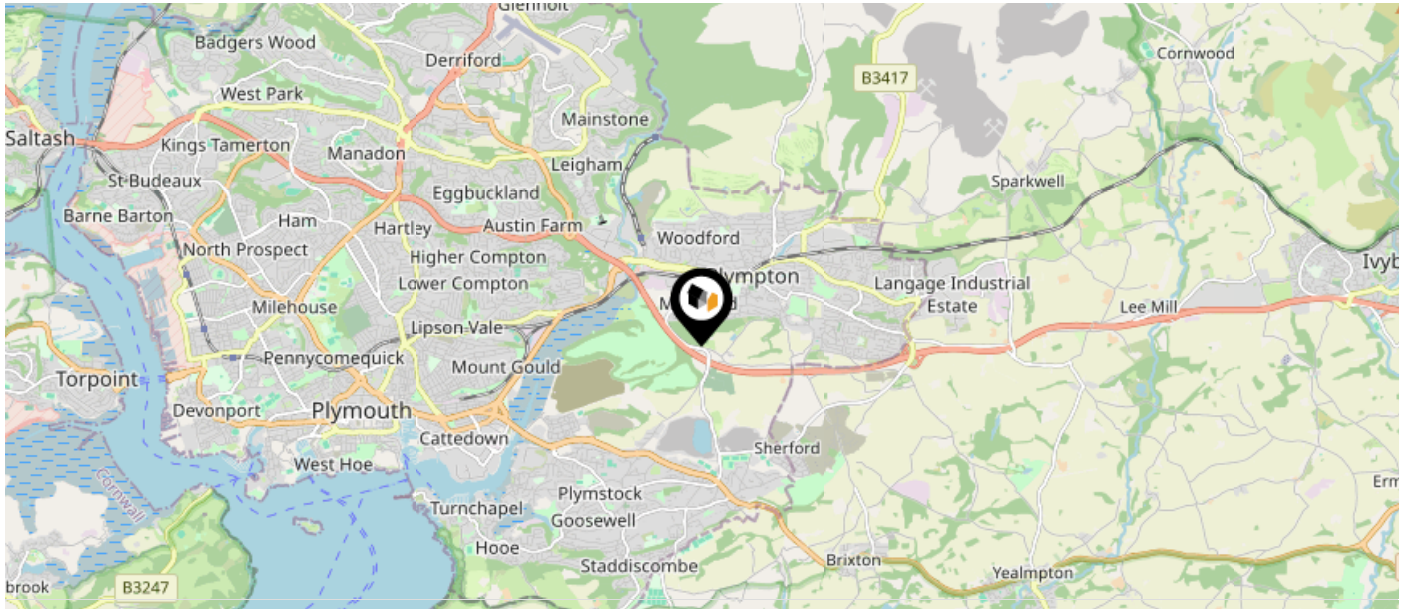 Glenholt
Badgers Wood
Derriford
Cornwood
B3417
West Park
Mainstone
Saltash
Kings Tamerton
Manadon
Leigham
St Budeaux
Eggbuckland
Sparkwell
Barne Barton
Ham
Hartley
Austin Farm
Woodford
North Prospect
Higher Compton
Ivyb
Lower Compton
lympton
Langage Industrial
Estate
Milehouse
Lee Mill
Lipson Vale
Pennycomequick
Mount Gould
Torpoint
Devonport
Plymouth
Cattedown
Sherford
West Hoe
Cornwall
Plymstock
Erm
Turnchapel
Goosewell
Hooe
Staddiscombe
Brixton
Yealmpton
brook
B3247